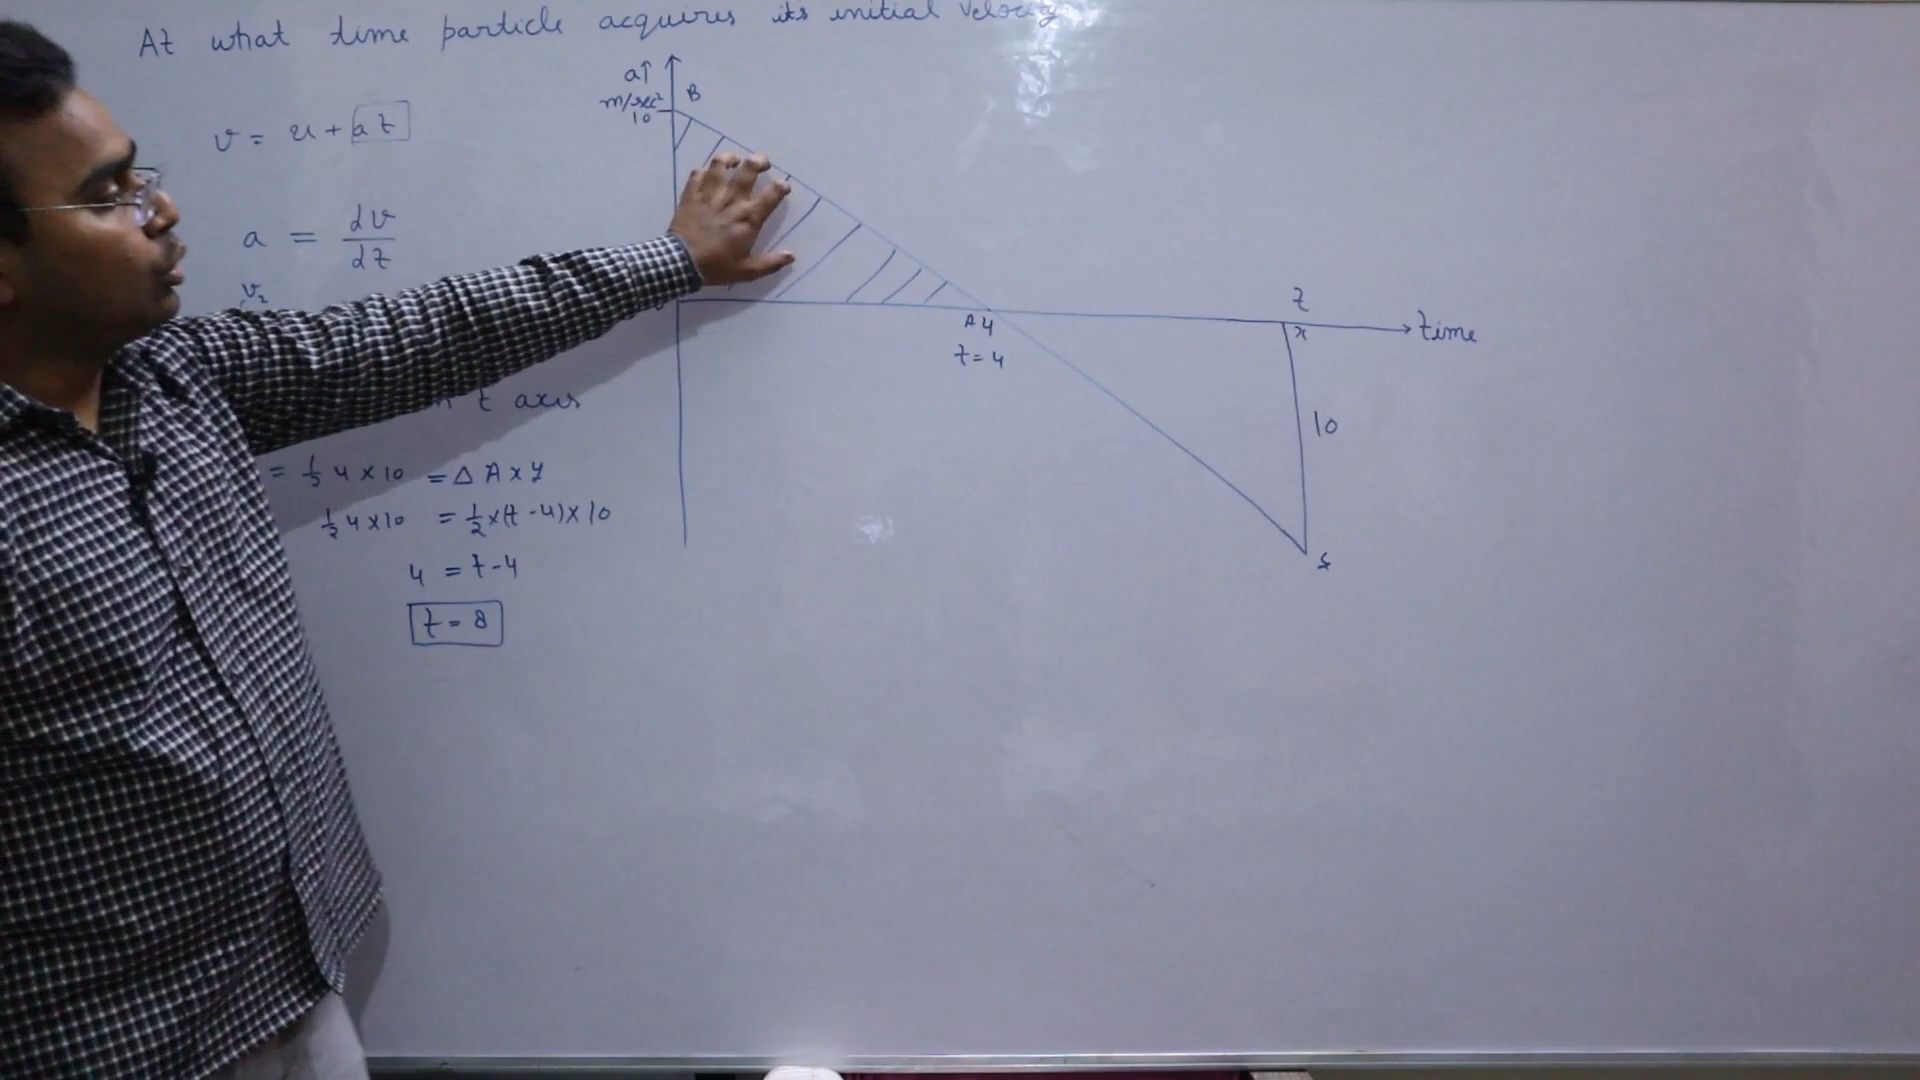 At what time particle acquires its initial velocity
a↑
m/sec²
10
B
v = u + at
a = dv/dt
v₂
A 4
t = 4
t
x
time
10
t axis
= ½ 4 × 10 = Δ A x y
½ 4 × 10 = ½ × (t - 4) × 10
4 = t - 4
t = 8